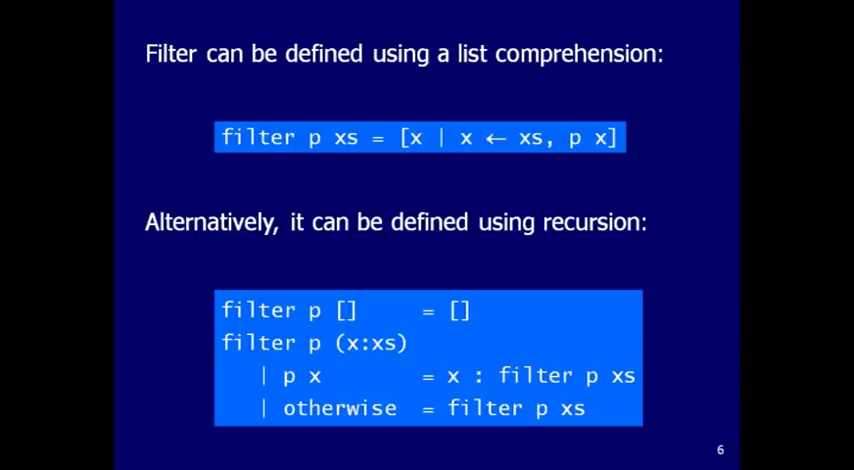 Filter can be defined using a list comprehension:
filter p xs = [x | x ← xs, p x]
Alternatively, it can be defined using recursion:
filter p [] = []
filter p (x:xs)
| p x = x : filter p xs
| otherwise = filter p xs
6